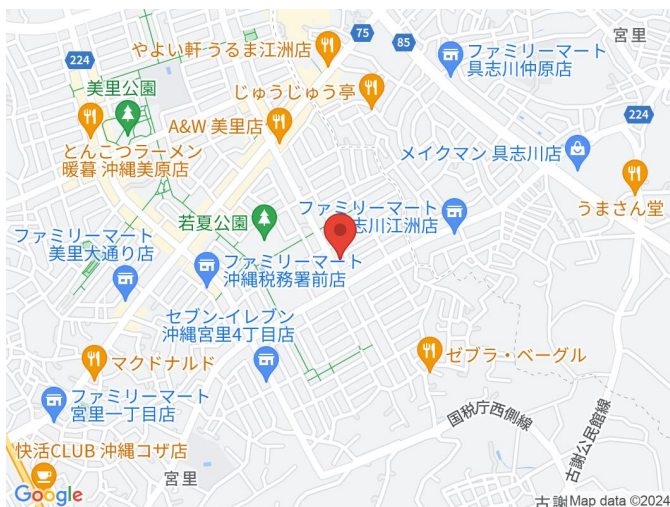 やよい軒 うるま江洲店
75
85
ファミリーマート
具志川仲原店
宮里
224
美里公園
じゅうじゅう亭
A&W 美里店
224
とんこつラーメン
暖暮 沖縄美原店
メイクマン 具志川店
うまさん堂
若夏公園
ファミリーマート
志川江洲店
ファミリーマート
美里大通り店
ファミリーマート
沖縄税務署前店
セブン-イレブン
沖縄宮里4丁目店
マクドナルド
ゼブラ・ベーグル
ファミリーマート
宮里一丁目店
国税庁西側線
古謝公民館線
快活CLUB 沖縄コザ店
宮里
Google
古謝
Map data ©2024